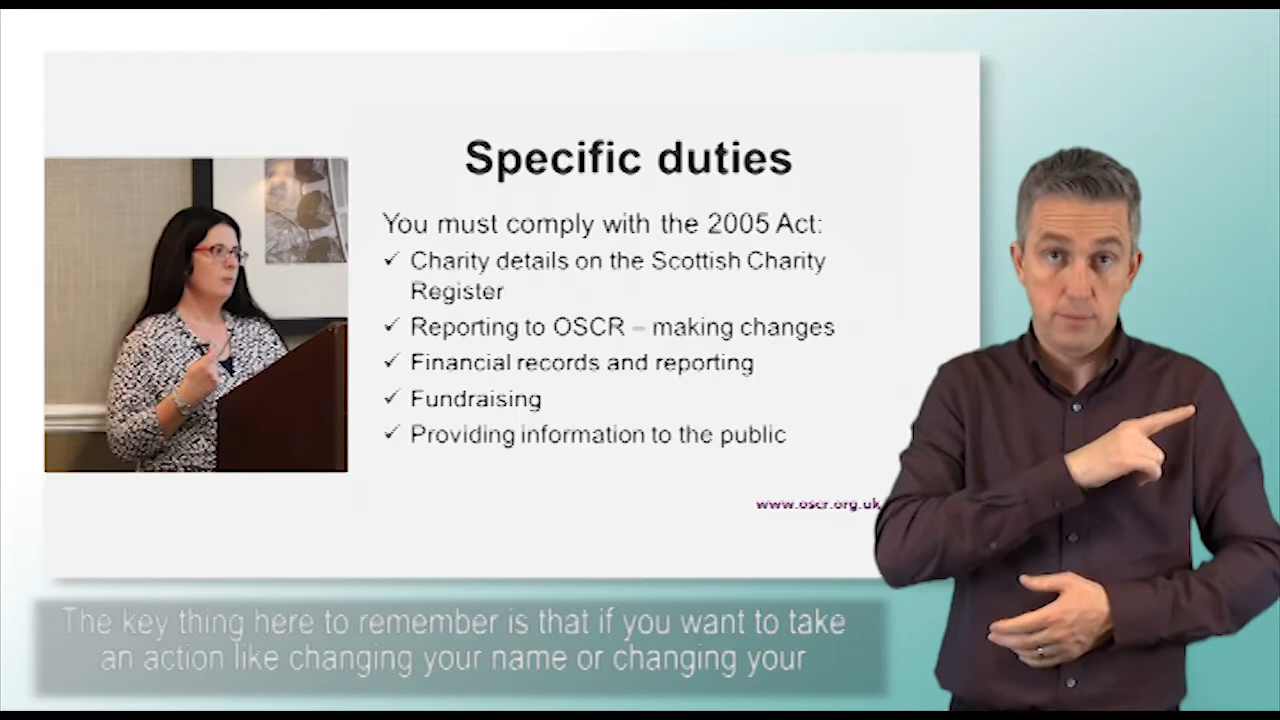 Specific duties
You must comply with the 2005 Act:
✓ Charity details on the Scottish Charity
Register
✓ Reporting to OSCR – making changes
✓ Financial records and reporting
✓ Fundraising
✓ Providing information to the public
www.oscr.org.uk
The key thing here to remember is that if you want to take
an action like changing your name or changing your